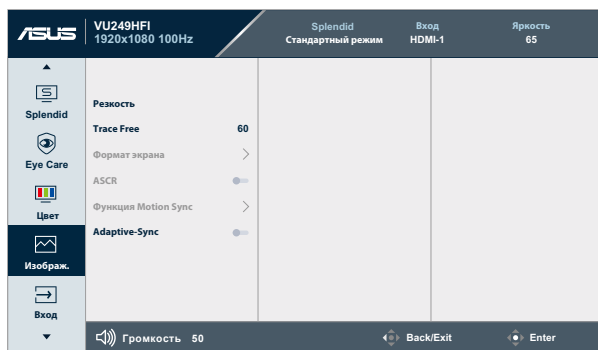 ASUS
VU249HFI
1920x1080 100Hz
Splendid
Стандартный режим
Вход
HDMI-1
Яркость
65
Splendid
Eye Care
Цвет
Изображ.
Вход
Резкость
Trace Free 60
Формат экрана
ASCR
Функция Motion Sync
Adaptive-Sync
Громкость 50
Back/Exit
Enter